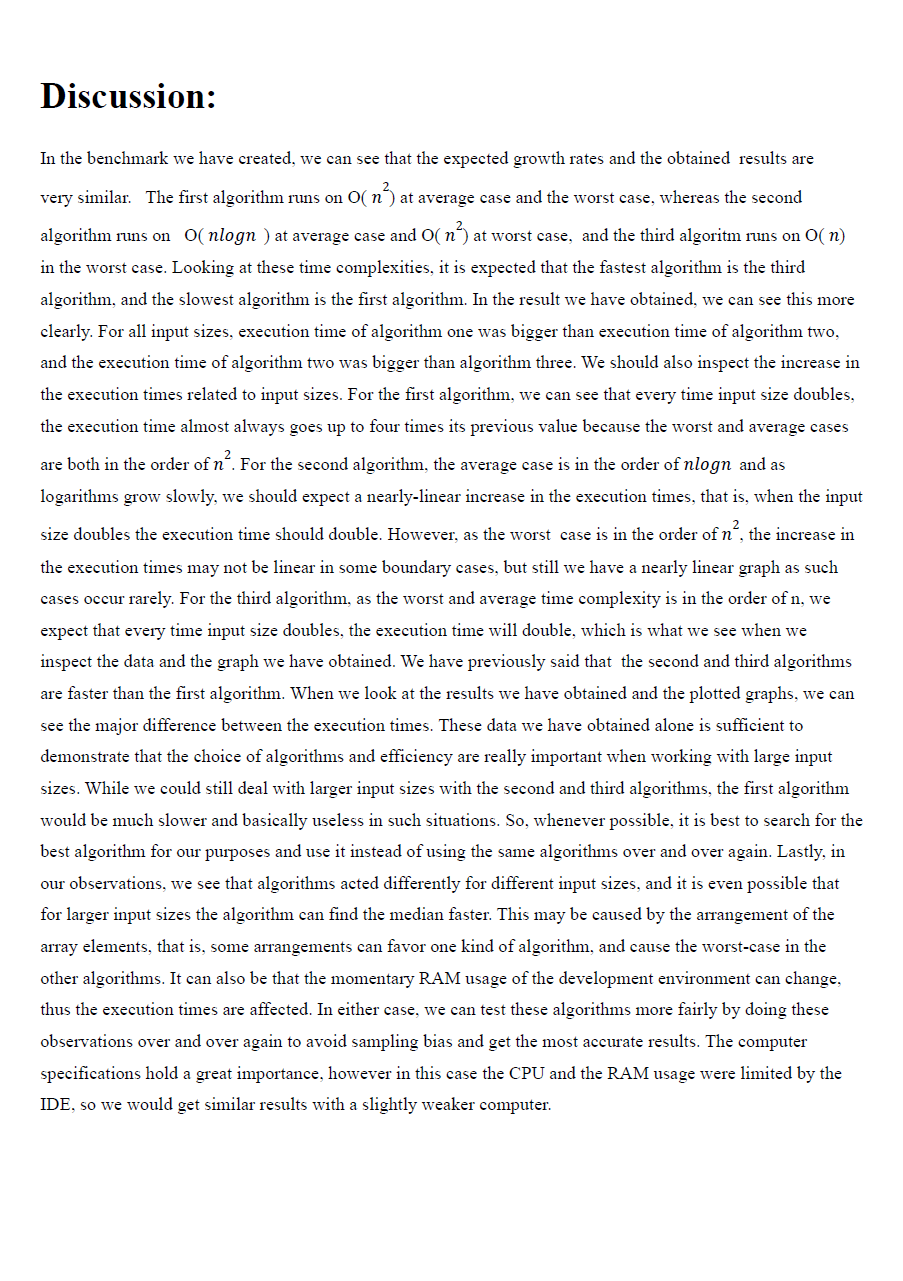 Discussion:
In the benchmark we have created, we can see that the expected growth rates and the obtained results are
very similar. The first algorithm runs on O( n²) at average case and the worst case, whereas the second
algorithm runs on O( nlogn ) at average case and O( n²) at worst case, and the third algoritm runs on O( n)
in the worst case. Looking at these time complexities, it is expected that the fastest algorithm is the third
algorithm, and the slowest algorithm is the first algorithm. In the result we have obtained, we can see this more
clearly. For all input sizes, execution time of algorithm one was bigger than execution time of algorithm two,
and the execution time of algorithm two was bigger than algorithm three. We should also inspect the increase in
the execution times related to input sizes. For the first algorithm, we can see that every time input size doubles,
the execution time almost always goes up to four times its previous value because the worst and average cases
are both in the order of n². For the second algorithm, the average case is in the order of nlogn and as
logarithms grow slowly, we should expect a nearly-linear increase in the execution times, that is, when the input
size doubles the execution time should double. However, as the worst case is in the order of n², the increase in
the execution times may not be linear in some boundary cases, but still we have a nearly linear graph as such
cases occur rarely. For the third algorithm, as the worst and average time complexity is in the order of n, we
expect that every time input size doubles, the execution time will double, which is what we see when we
inspect the data and the graph we have obtained. We have previously said that the second and third algorithms
are faster than the first algorithm. When we look at the results we have obtained and the plotted graphs, we can
see the major difference between the execution times. These data we have obtained alone is sufficient to
demonstrate that the choice of algorithms and efficiency are really important when working with large input
sizes. While we could still deal with larger input sizes with the second and third algorithms, the first algorithm
would be much slower and basically useless in such situations. So, whenever possible, it is best to search for the
best algorithm for our purposes and use it instead of using the same algorithms over and over again. Lastly, in
our observations, we see that algorithms acted differently for different input sizes, and it is even possible that
for larger input sizes the algorithm can find the median faster. This may be caused by the arrangement of the
array elements, that is, some arrangements can favor one kind of algorithm, and cause the worst-case in the
other algorithms. It can also be that the momentary RAM usage of the development environment can change,
thus the execution times are affected. In either case, we can test these algorithms more fairly by doing these
observations over and over again to avoid sampling bias and get the most accurate results. The computer
specifications hold a great importance, however in this case the CPU and the RAM usage were limited by the
IDE, so we would get similar results with a slightly weaker computer.